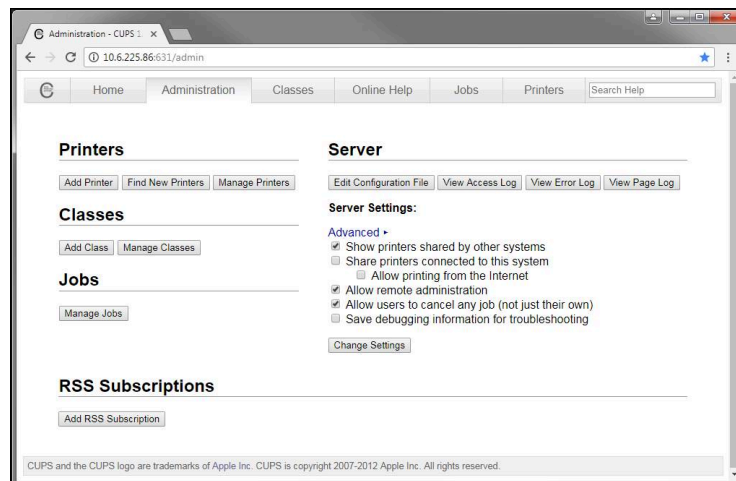 Administration - CUPS 1
10.6.225.86:631/admin
Home Administration Classes Online Help Jobs Printers Search Help
Printers
Add Printer Find New Printers Manage Printers
Classes
Add Class Manage Classes
Jobs
Manage Jobs
Server
Edit Configuration File View Access Log View Error Log View Page Log
Server Settings:
Advanced ▸
Show printers shared by other systems
Share printers connected to this system
Allow printing from the Internet
Allow remote administration
Allow users to cancel any job (not just their own)
Save debugging information for troubleshooting
Change Settings
RSS Subscriptions
Add RSS Subscription
CUPS and the CUPS logo are trademarks of Apple Inc. CUPS is copyright 2007-2012 Apple Inc. All rights reserved.